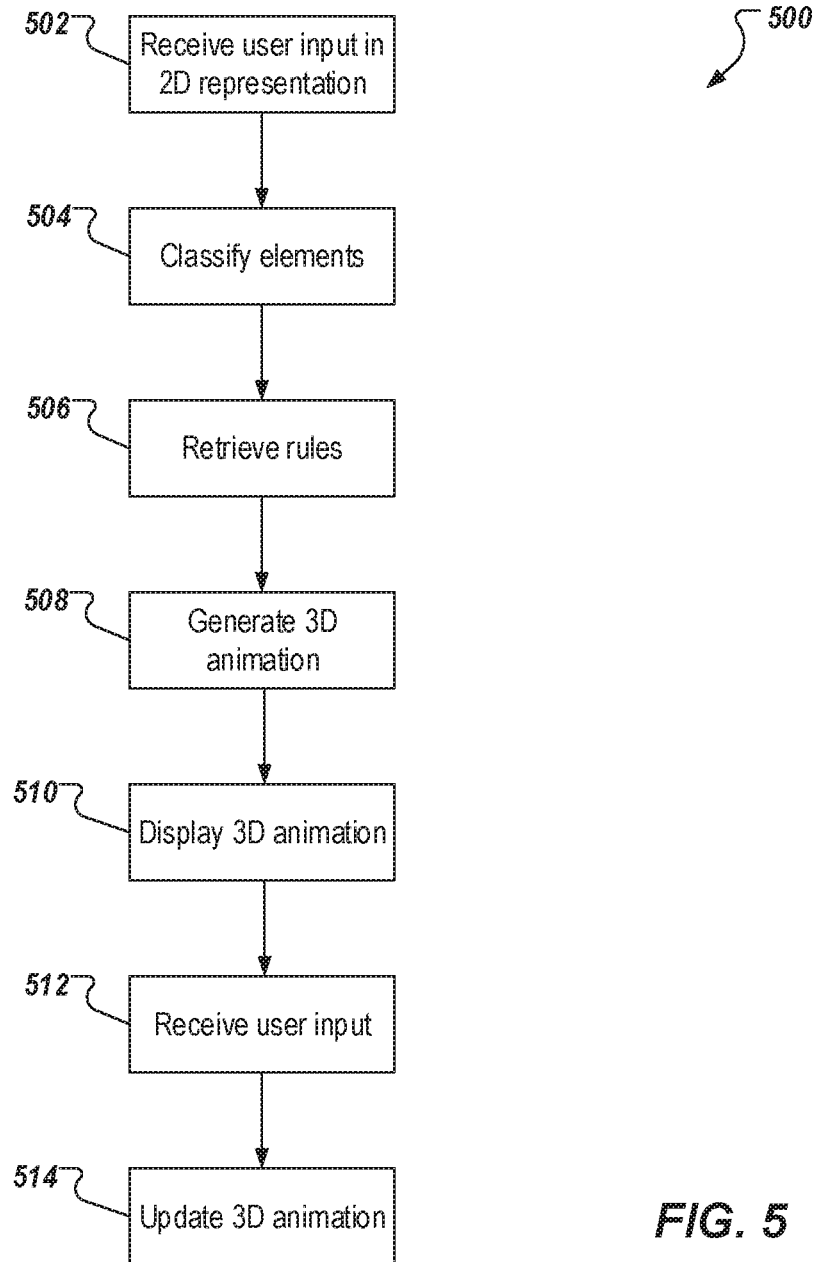 500
502
Receive user input in
2D representation
504
Classify elements
506
Retrieve rules
508
Generate 3D
animation
510
Display 3D animation
512
Receive user input
514
Update 3D animation
FIG. 5